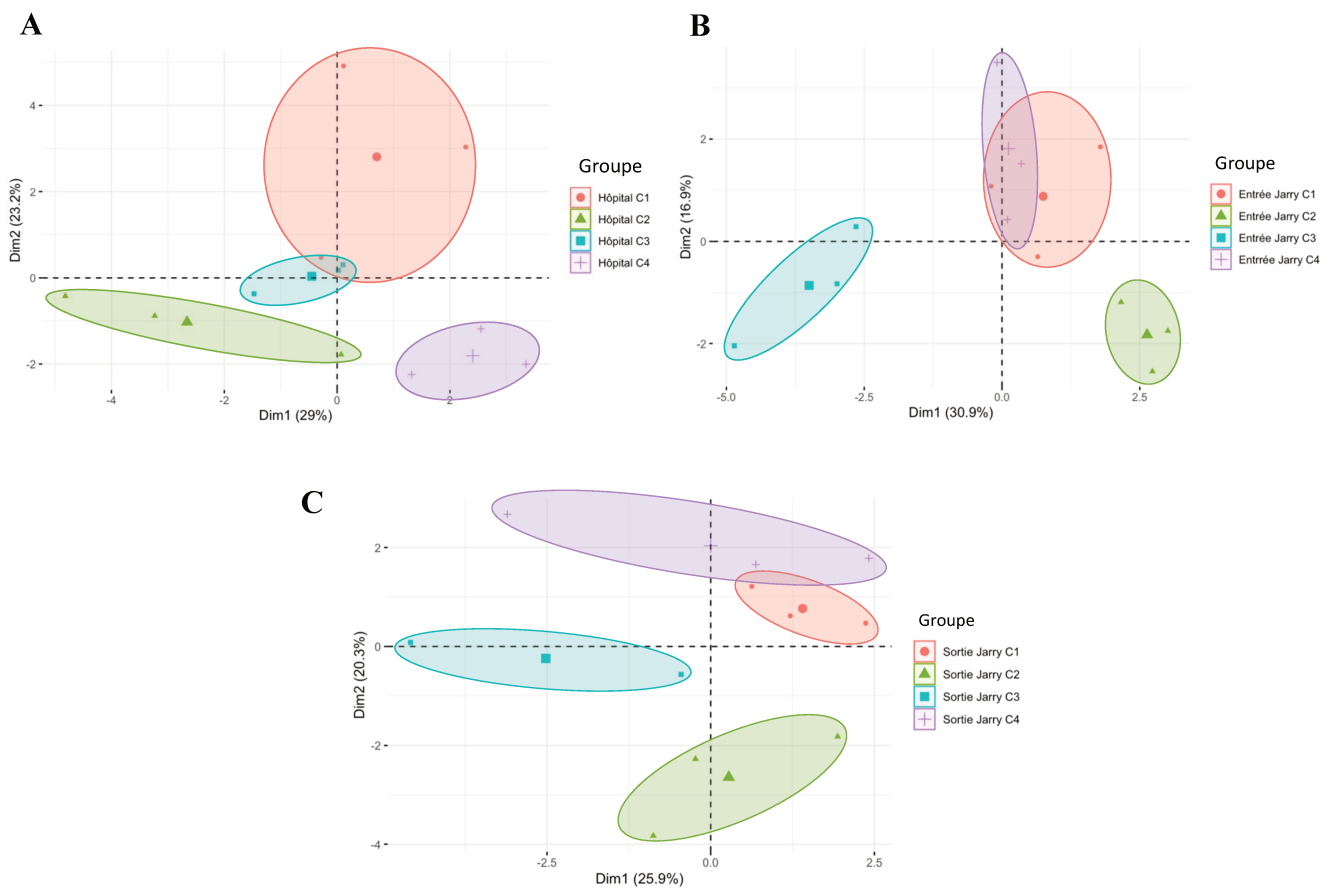 A
Dim2 (23.2%)
4
2
0
-2
-4
-2
0
2
Dim1 (29%)
Groupe
Hôpital C1
Hôpital C2
Hôpital C3
Hôpital C4
B
Dim2 (16.9%)
2
0
-2
-5.0
-2.5
0.0
2.5
Dim1 (30.9%)
Groupe
Entrée Jarry C1
Entrée Jarry C2
Entrée Jarry C3
Entrrée Jarry C4
C
Dim2 (20.3%)
2
0
-2
-4
-2.5
0.0
2.5
Dim1 (25.9%)
Groupe
Sortie Jarry C1
Sortie Jarry C2
Sortie Jarry C3
Sortie Jarry C4